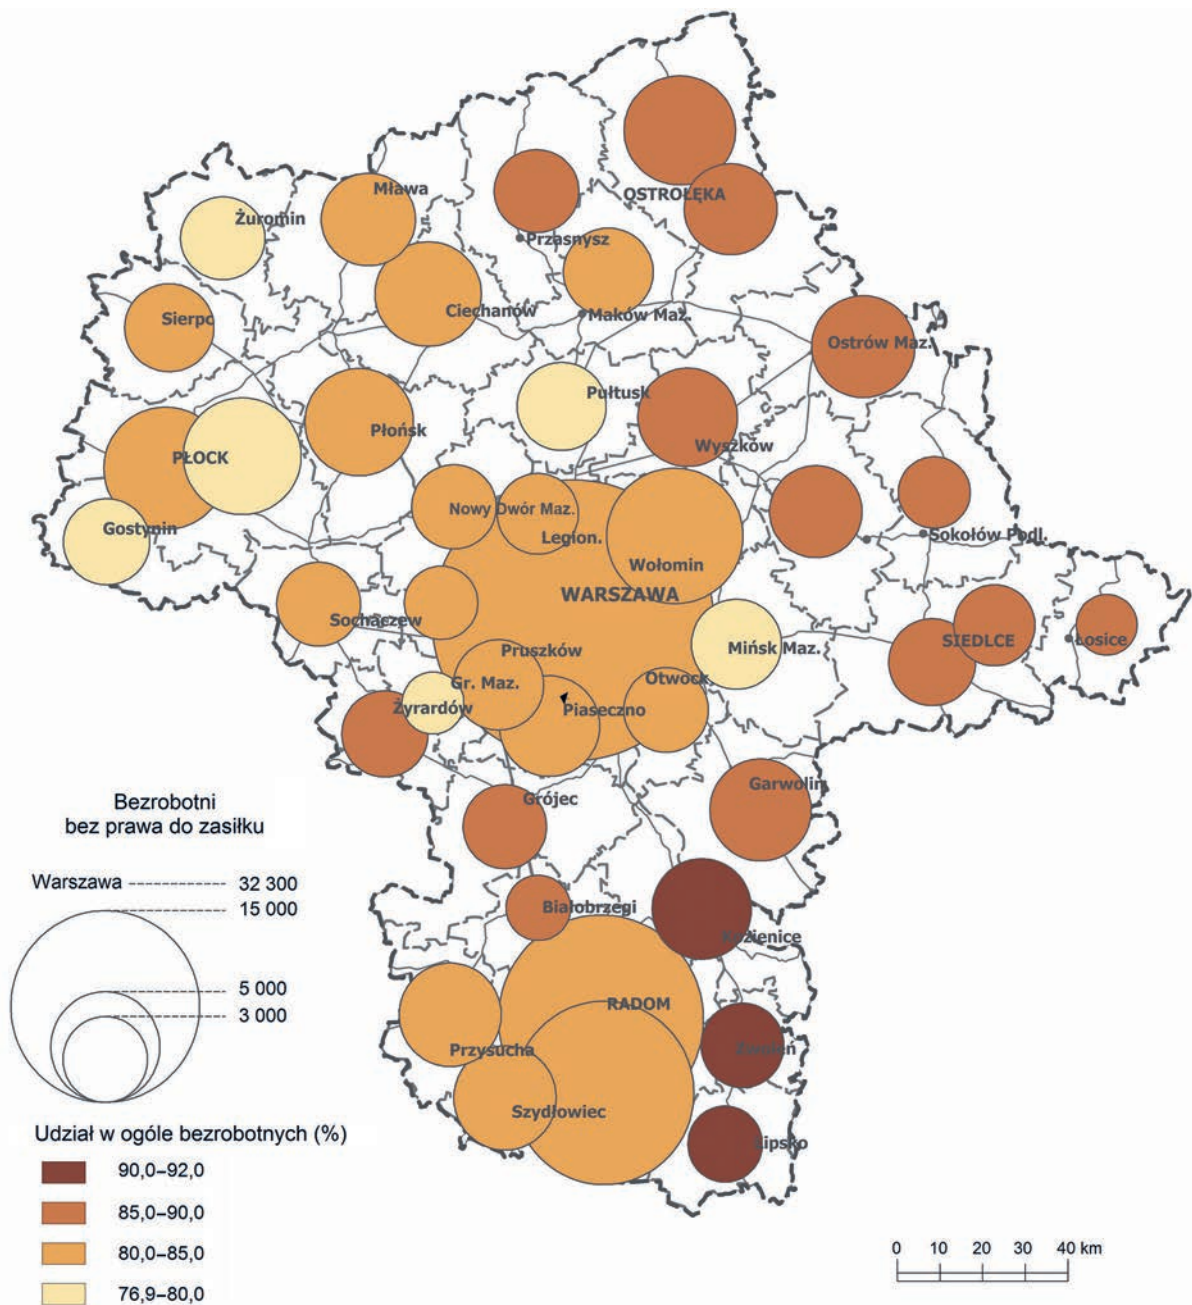 Mława
Żuromin
OSTROŁĘKA
Przasnysz
Ciechanów
Maków Maz.
Sierpc
Ostrów Maz.
Pułtusk
Płońsk
Wyszków
PŁOCK
Nowy Dwór Maz.
Gostynin
Legion.
Sokołów Podl.
Wołomin
WARSZAWA
Sochaczew
SIEDLCE
Łosice
Pruszków
Mińsk Maz.
Gr. Maz.
Otwock
Żyrardów
Piaseczno
Garwolin
Grójec
Białobrzegi
Kozienice
RADOM
Przysucha
Zwoleń
Szydłowiec
Lipsko
Bezrobotni
bez prawa do zasiłku
Warszawa 32 300
15 000
5 000
3 000
Udział w ogóle bezrobotnych (%)
90,0–92,0
85,0–90,0
80,0–85,0
76,9–80,0
0 10 20 30 40 km